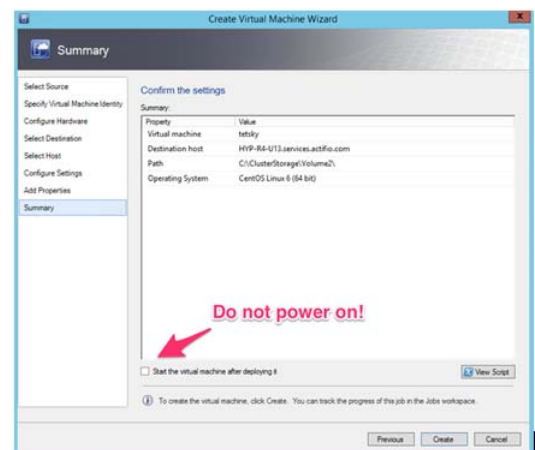 Create Virtual Machine Wizard
Summary
Select Source
Specify Virtual Machine Identity
Configure Hardware
Select Destination
Select Host
Configure Settings
Add Properties
Summary
Confirm the settings
Summary:
Property Value
Virtual machine tetsky
Destination host HYP-R4-U13.services.actifio.com
Path C:\ClusterStorage\Volume2\
Operating System CentOS Linux 6 (64 bit)
Do not power on!
Start the virtual machine after deploying it
View Script
To create the virtual machine, click Create. You can track the progress of this job in the Jobs workspace.
Previous Create Cancel